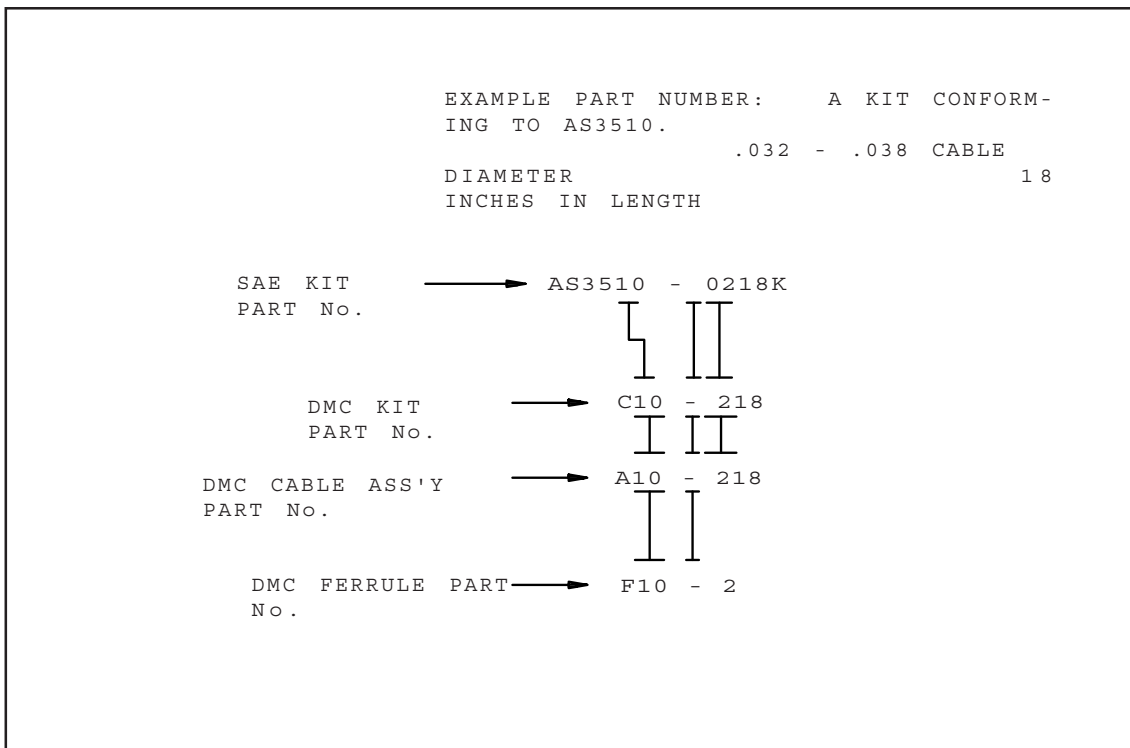 EXAMPLE PART NUMBER: A KIT CONFORM-
ING TO AS3510.
.032 - .038 CABLE
DIAMETER 18
INCHES IN LENGTH
SAE KIT
PART No.
AS3510 - 0218K
DMC KIT
PART No.
C10 - 218
DMC CABLE ASS'Y
PART No.
A10 - 218
DMC FERRULE PART
No.
F10 - 2